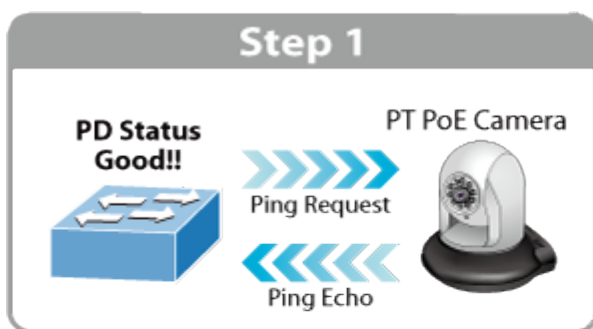 Step 1
PD Status
Good!!
PT PoE Camera
Ping Request
Ping Echo